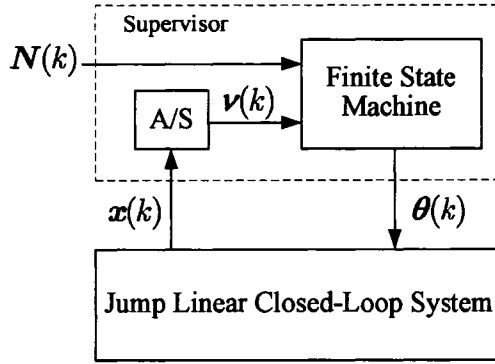 Supervisor
N(k)
Finite State
Machine
A/S
ν(k)
x(k)
θ(k)
Jump Linear Closed-Loop System